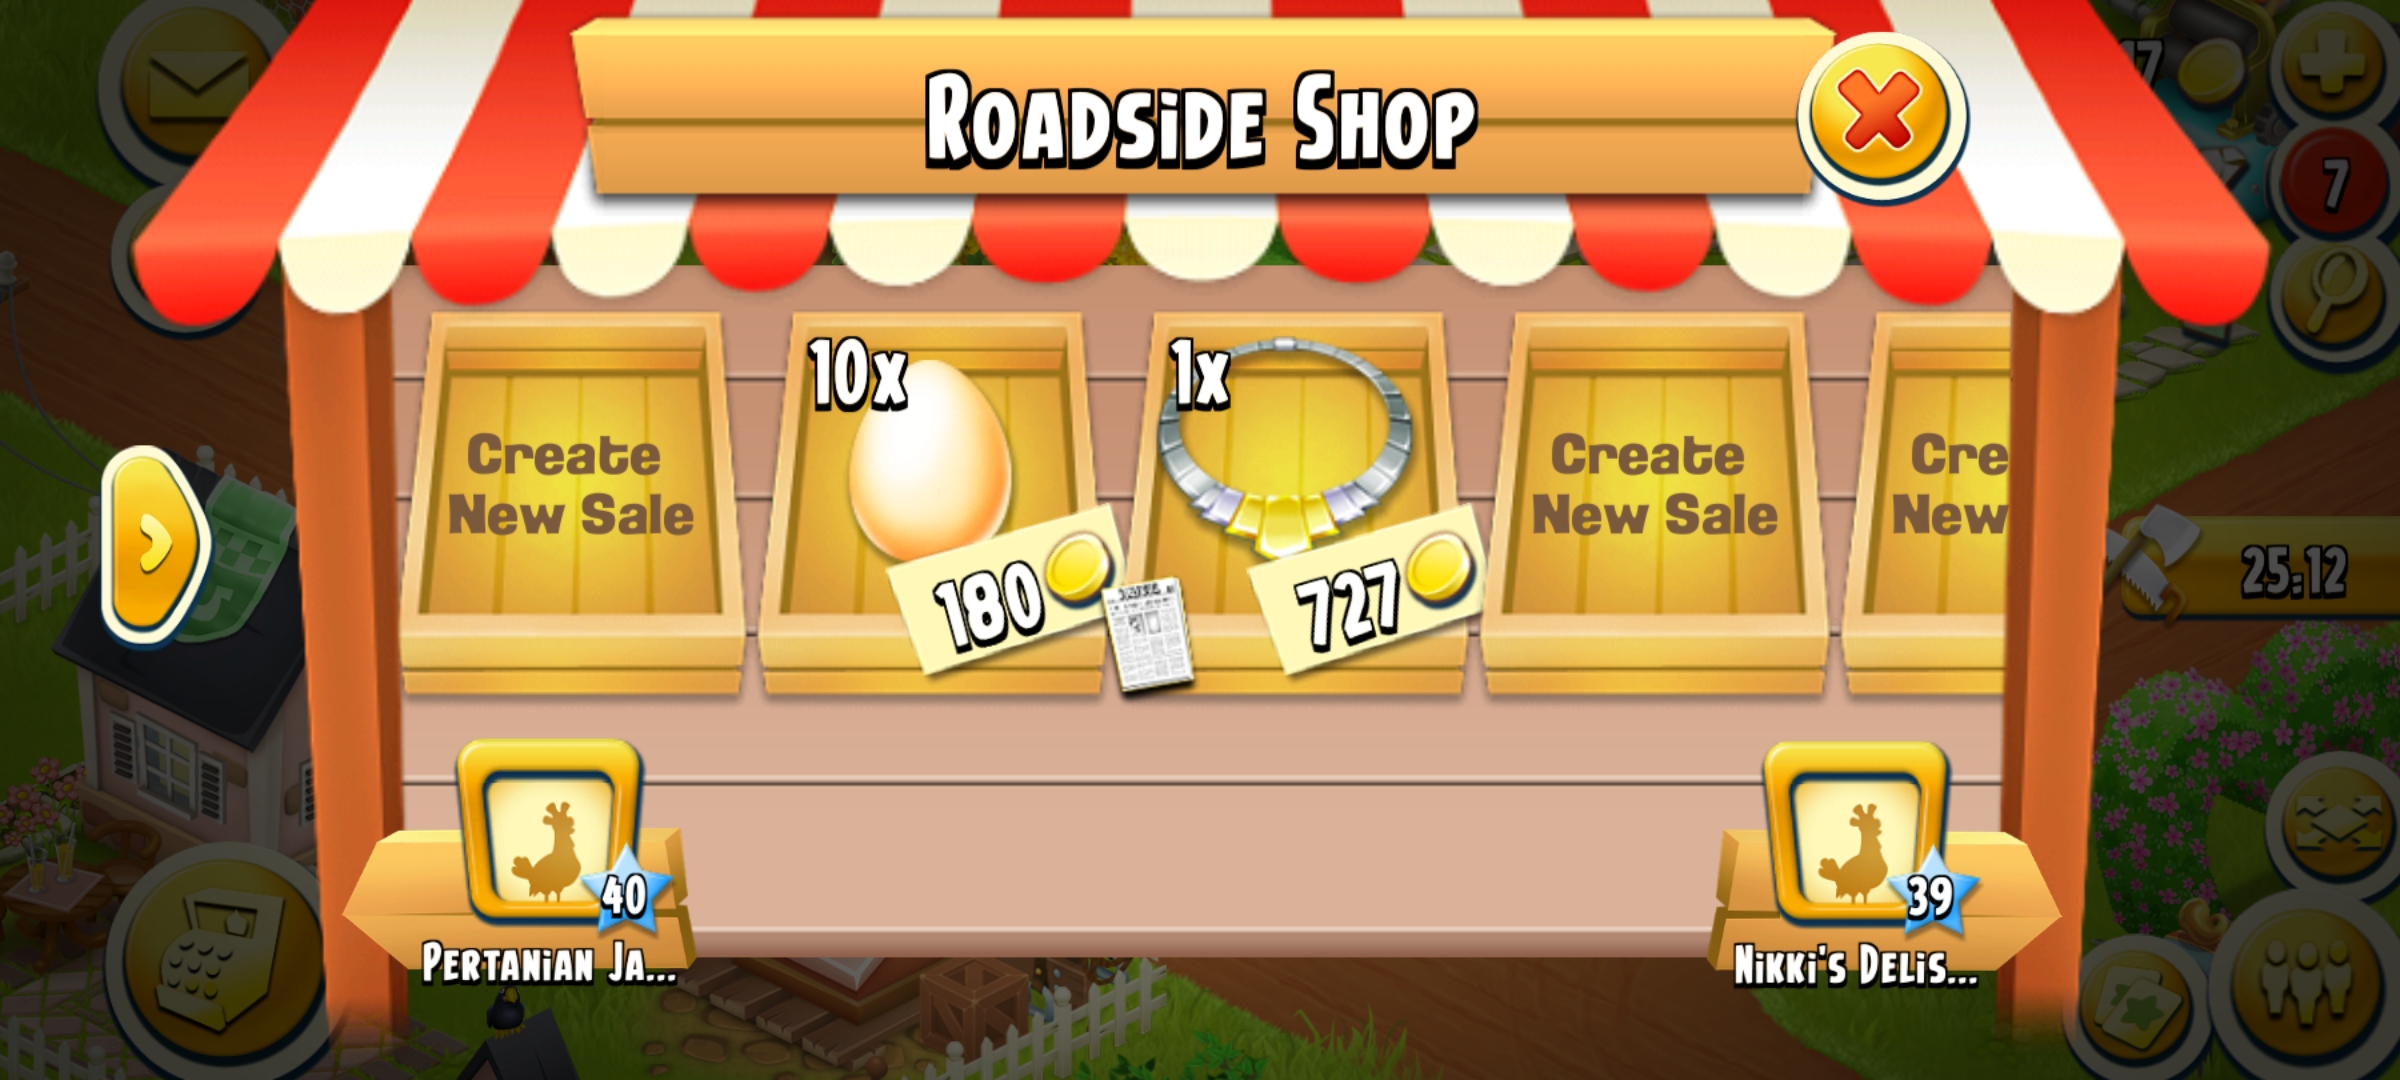 Roadside Shop
7
10x
1x
Create
New Sale
Create
New Sale
Cre
New
180
727
25:12
40
39
Pertanian Ja...
Nikki's Delis...